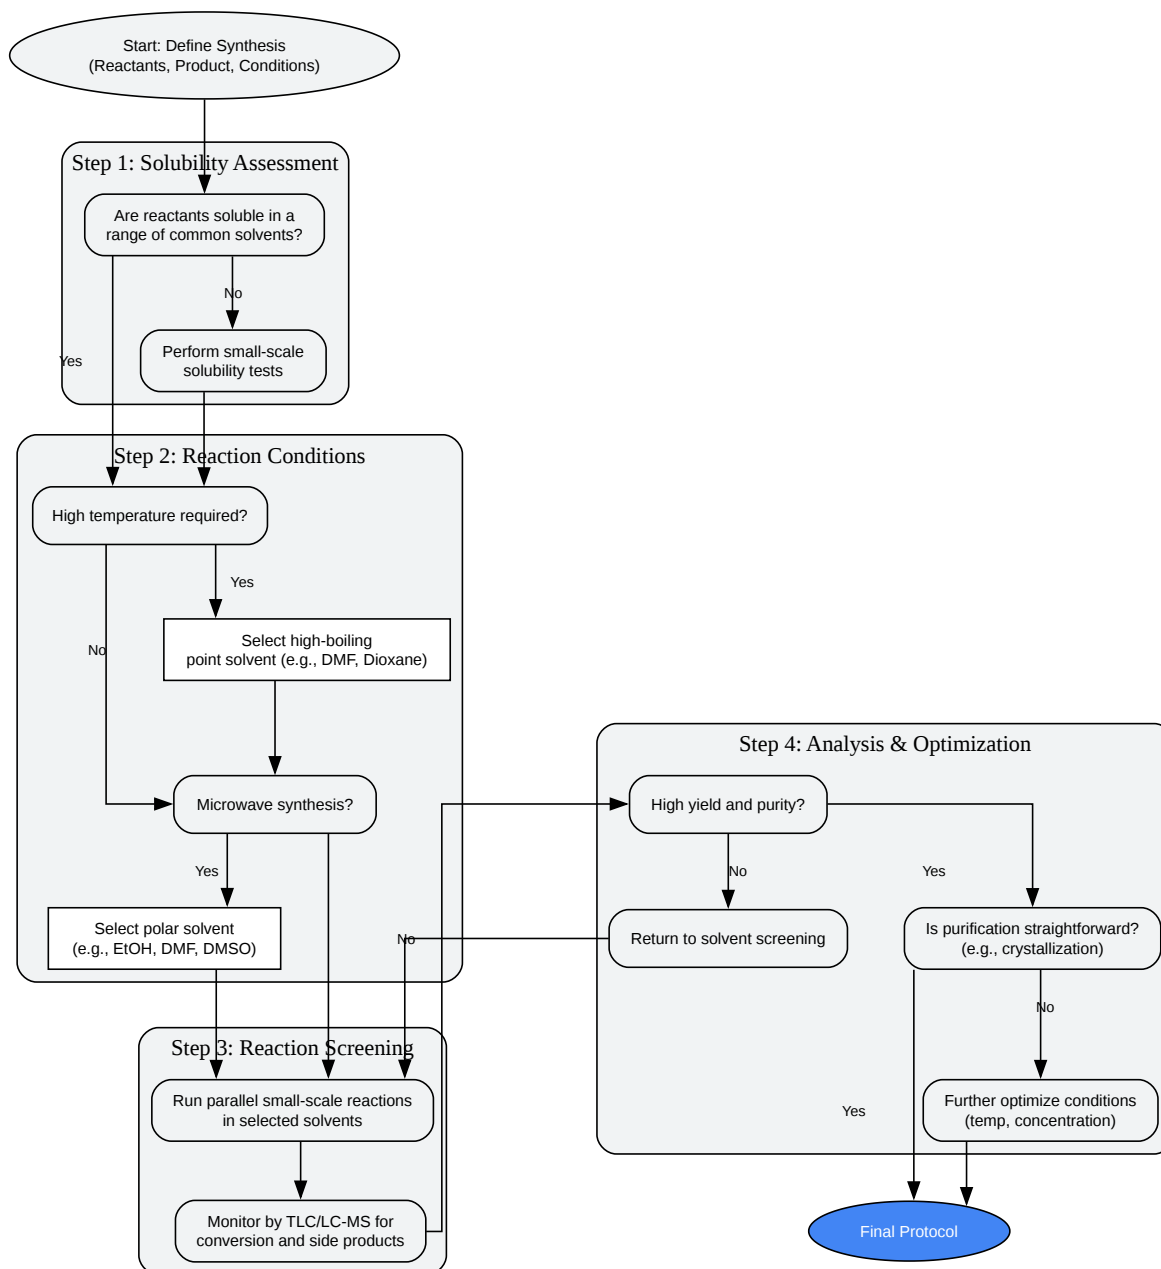 Start: Define Synthesis
(Reactants, Product, Conditions)
Step 1: Solubility Assessment
Are reactants soluble in a
range of common solvents?
No
Yes
Perform small-scale
solubility tests
Step 2: Reaction Conditions
High temperature required?
Yes
No
Select high-boiling
point solvent (e.g., DMF, Dioxane)
Microwave synthesis?
Yes
Select polar solvent
(e.g., EtOH, DMF, DMSO)
No
Step 3: Reaction Screening
Run parallel small-scale reactions
in selected solvents
Monitor by TLC/LC-MS for
conversion and side products
Step 4: Analysis & Optimization
High yield and purity?
No
Yes
Return to solvent screening
Is purification straightforward?
(e.g., crystallization)
No
Yes
Further optimize conditions
(temp, concentration)
Final Protocol